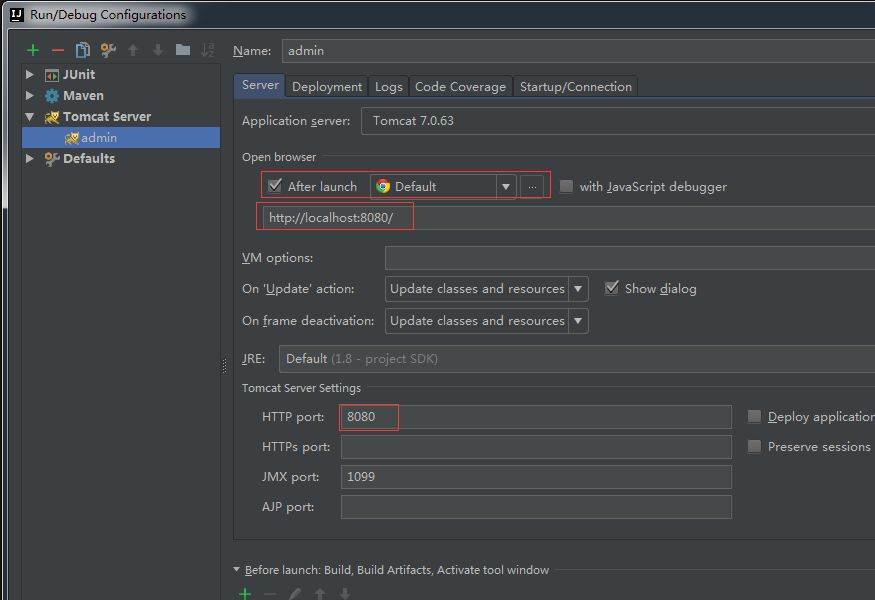 Run/Debug Configurations
Name: admin
JUnit
Maven
Tomcat Server
admin
Defaults
Server Deployment Logs Code Coverage Startup/Connection
Application server: Tomcat 7.0.63
Open browser
After launch Default ... with JavaScript debugger
http://localhost:8080/
VM options:
On 'Update' action: Update classes and resources Show dialog
On frame deactivation: Update classes and resources
JRE: Default (1.8 - project SDK)
Tomcat Server Settings
HTTP port: 8080 Deploy application
HTTPs port: Preserve sessions
JMX port: 1099
AJP port:
Before launch: Build, Build Artifacts, Activate tool window